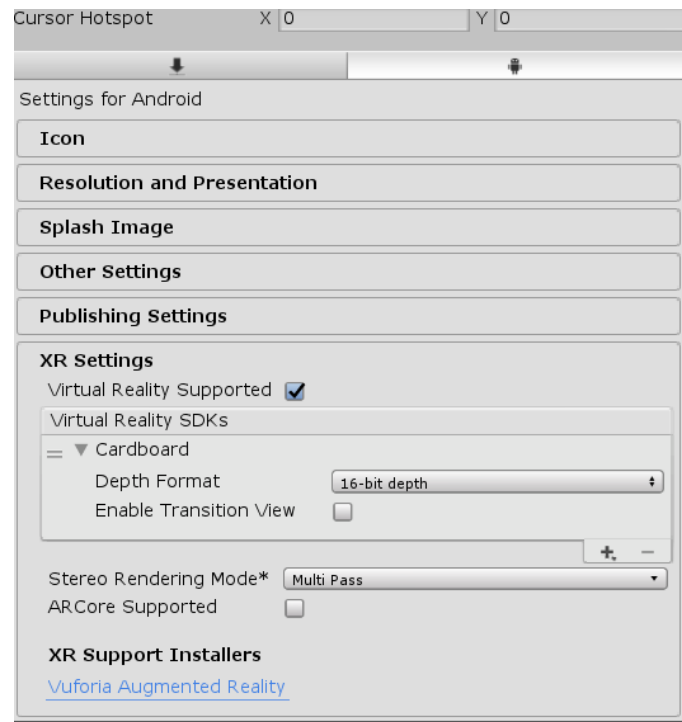 Cursor Hotspot X 0 Y 0
Settings for Android
Icon
Resolution and Presentation
Splash Image
Other Settings
Publishing Settings
XR Settings
Virtual Reality Supported
Virtual Reality SDKs
Cardboard
Depth Format 16-bit depth
Enable Transition View
Stereo Rendering Mode* Multi Pass
ARCore Supported
XR Support Installers
Vuforia Augmented Reality